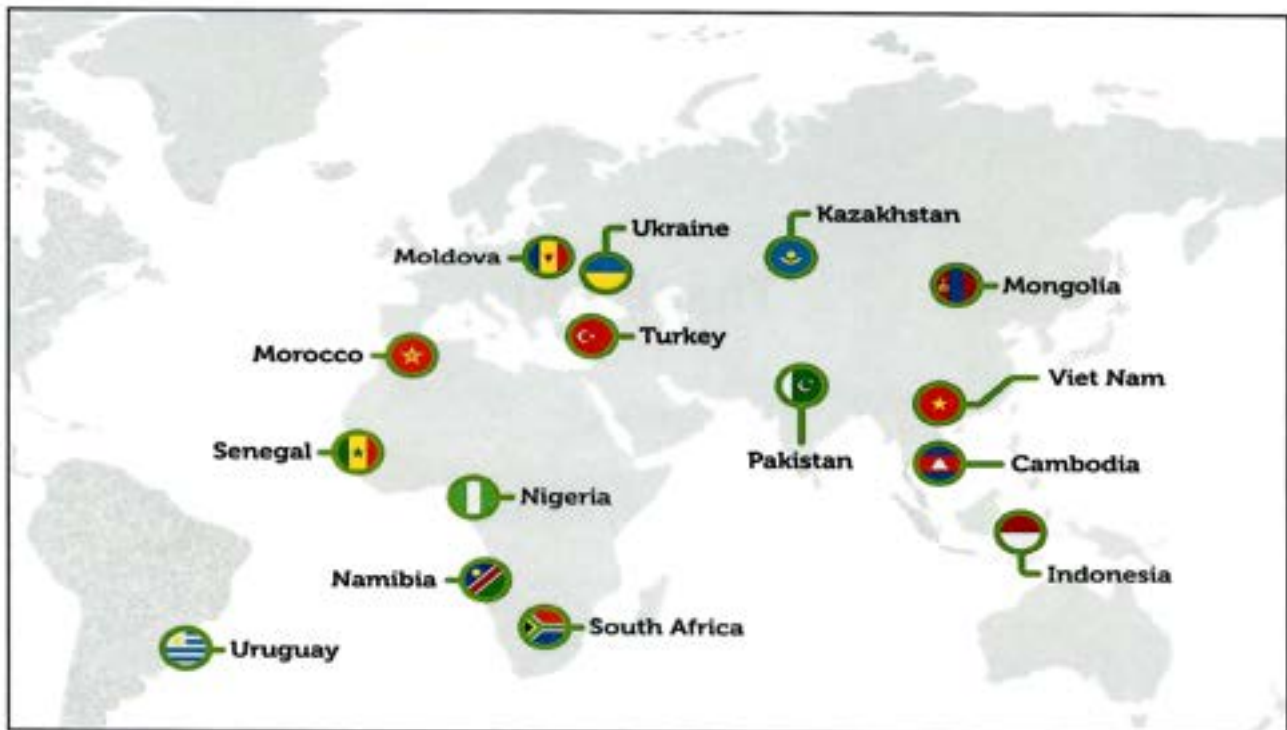 Kazakhstan
Ukraine
Moldova
Mongolia
Turkey
Morocco
Viet Nam
Senegal
Pakistan
Cambodia
Nigeria
Namibia
Indonesia
South Africa
Uruguay